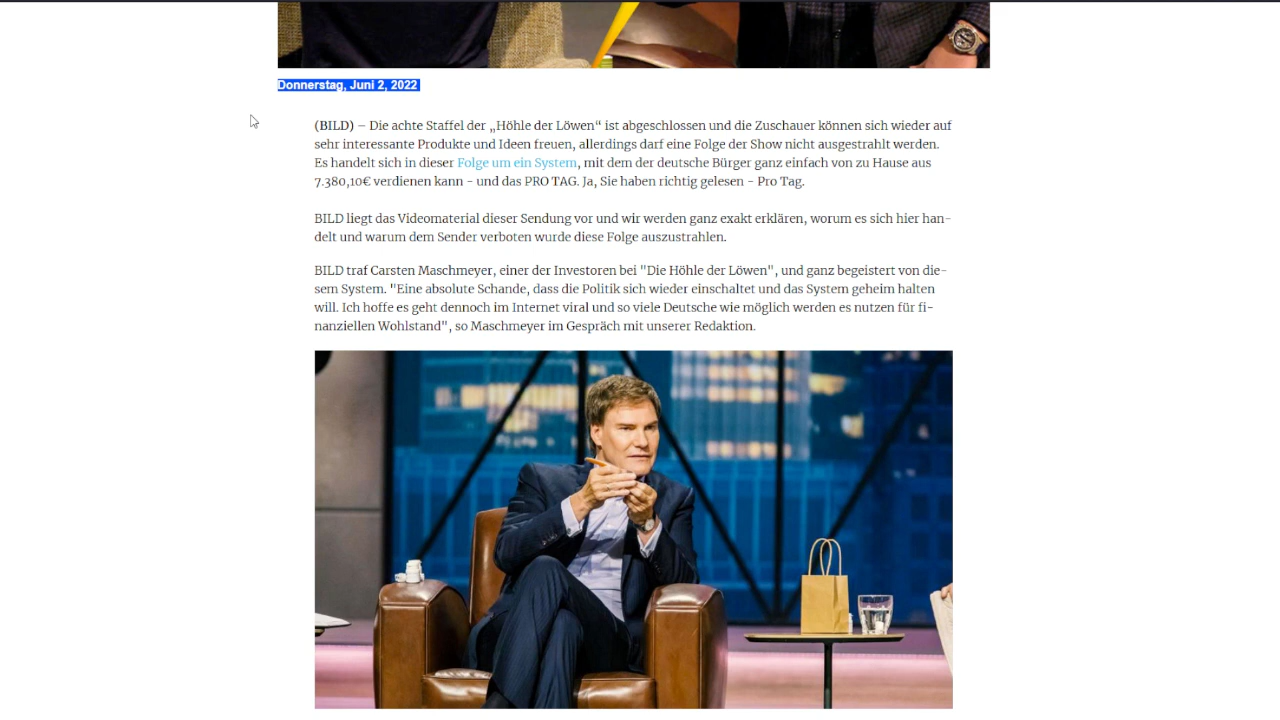 Donnerstag, Juni 2, 2022
(BILD) – Die achte Staffel der „Höhle der Löwen“ ist abgeschlossen und die Zuschauer können sich wieder auf
sehr interessante Produkte und Ideen freuen, allerdings darf eine Folge der Show nicht ausgestrahlt werden.
Es handelt sich in dieser Folge um ein System, mit dem der deutsche Bürger ganz einfach von zu Hause aus
7.380,10€ verdienen kann - und das PRO TAG. Ja, Sie haben richtig gelesen - Pro Tag.
BILD liegt das Videomaterial dieser Sendung vor und wir werden ganz exakt erklären, worum es sich hier han-
delt und warum dem Sender verboten wurde diese Folge auszustrahlen.
BILD traf Carsten Maschmeyer, einer der Investoren bei "Die Höhle der Löwen", und ganz begeistert von die-
sem System. "Eine absolute Schande, dass die Politik sich wieder einschaltet und das System geheim halten
will. Ich hoffe es geht dennoch im Internet viral und so viele Deutsche wie möglich werden es nutzen für fi-
nanziellen Wohlstand", so Maschmeyer im Gespräch mit unserer Redaktion.